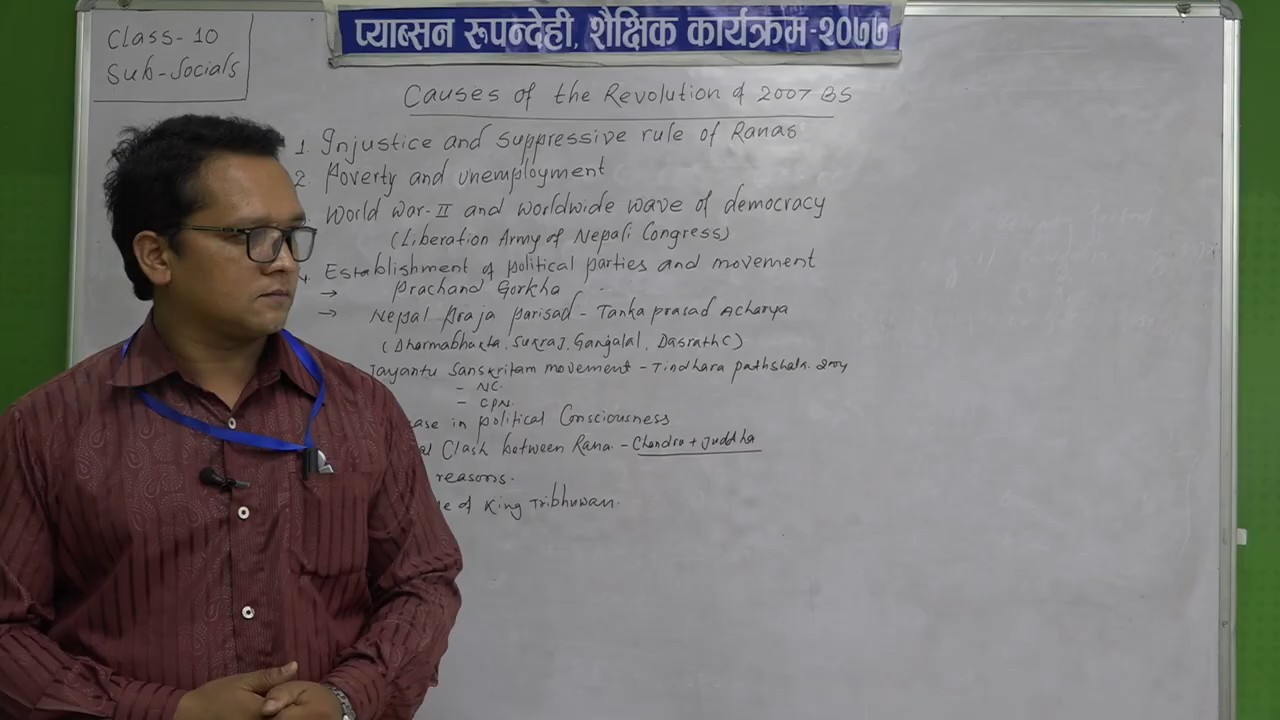 प्याब्सन रूपन्देही, शैक्षिक कार्यक्रम-२०७७
Class-10
Sub-Socials
Causes of the Revolution of 2007 BS
1. Injustice and suppressive rule of Ranas
2. Poverty and unemployment
World War-II and worldwide wave of democracy
(Liberation Army of Nepali Congress)
4. Establishment of political parties and movement
→ Prachand Gorkha
→ Nepal Praja Parisad - Tanka prasad Acharya
(Dharmabhakta, Sukraj, Gangalal, Dasrath C)
Jayantu Sanskritam movement - Tindhara pathshala. 2004
- NC.
- CPN.
ase in political Consciousness
al Clash between Rana. - Chandra + Juddha
reasons.
e of King Tribhuwan.